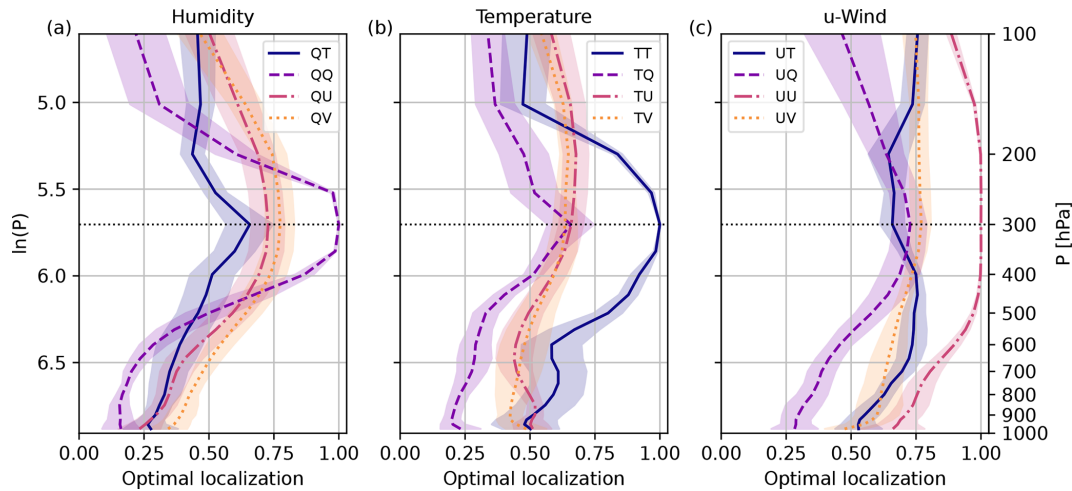 Humidity
Temperature
u-Wind
(a)
(b)
(c)
QT
QQ
QU
QV
TT
TQ
TU
TV
UT
UQ
UU
UV
ln(P)
5.0
5.5
6.0
6.5
100
200
300
400
500
600
700
800
900
1000
P [hPa]
0.00 0.25 0.50 0.75 1.00
0.00 0.25 0.50 0.75 1.00
0.00 0.25 0.50 0.75 1.00
Optimal localization
Optimal localization
Optimal localization